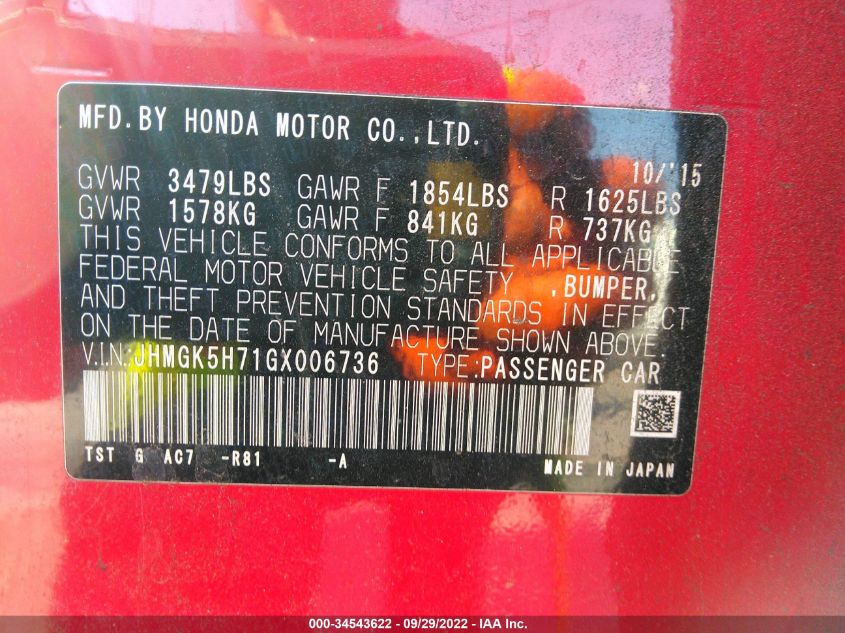 MFD.BY HONDA MOTOR CO.,LTD.
10/'15
GVWR 3479LBS GAWR F 1854LBS R 1625LBS
GVWR 1578KG GAWR F 841KG R 737KG
THIS VEHICLE CONFORMS TO ALL APPLICABLE
FEDERAL MOTOR VEHICLE SAFETY ,BUMPER,
AND THEFT PREVENTION STANDARDS IN EFFECT
ON THE DATE OF MANUFACTURE SHOWN ABOVE.
V.I.N.:JHMGK5H71GX006736 TYPE:PASSENGER CAR
TST G AC7 -R81 -A MADE IN JAPAN
000-34543622 - 09/29/2022 - IAA Inc.